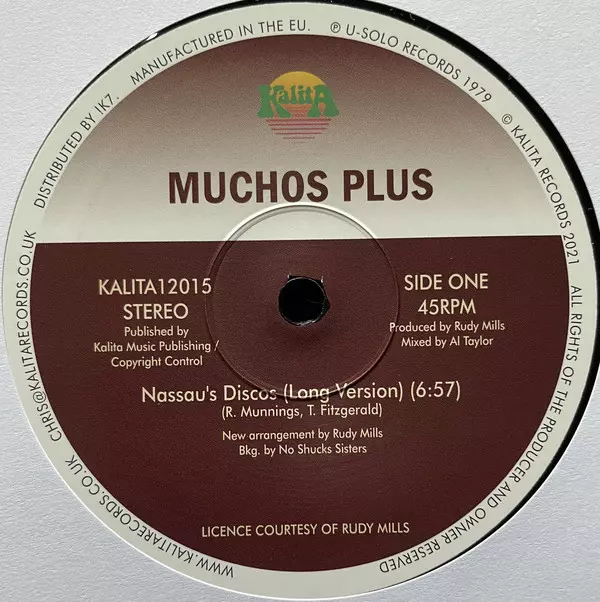 DISTRIBUTED BY !K7. MANUFACTURED IN THE EU. ℗ U-SOLO RECORDS 1979 © KALITA RECORDS 2021 ALL RIGHTS OF THE PRODUCER AND OWNER RESERVED
WWW.KALITARECORDS.CO.UK CHRIS@KALITARECORDS.CO.UK
KalitA
MUCHOS PLUS
KALITA12015
STEREO
Published by
Kalita Music Publishing /
Copyright Control
SIDE ONE
45RPM
Produced by Rudy Mills
Mixed by Al Taylor
Nassau's Discos (Long Version) (6:57)
(R. Munnings, T. Fitzgerald)
New arrangement by Rudy Mills
Bkg. by No Shucks Sisters
LICENCE COURTESY OF RUDY MILLS